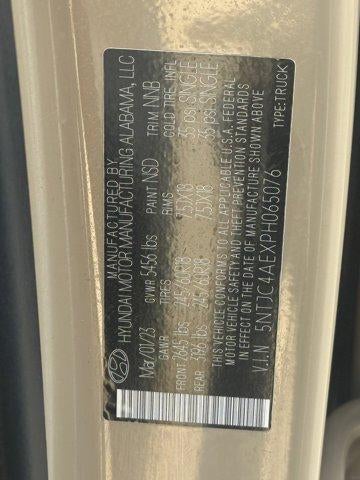 MANUFACTURED BY
HYUNDAI MOTOR MANUFACTURING ALABAMA, LLC
Mar/01/23 GVWR 5456 lbs PAINT NSD TRIM NNB
RIMS COLD TIRE INFL
FRONT 2645 lbs 245/60R18 7.5JX18 35 psi SINGLE
REAR 3196 lbs 245/60R18 7.5JX18 35 psi SINGLE
THIS VEHICLE CONFORMS TO ALL APPLICABLE U.S.A. FEDERAL
MOTOR VEHICLE SAFETY AND THEFT PREVENTION STANDARDS
IN EFFECT ON THE DATE OF MANUFACTURE SHOWN ABOVE
V.I.N 5NTJC4AEXPH065076 TYPE:TRUCK